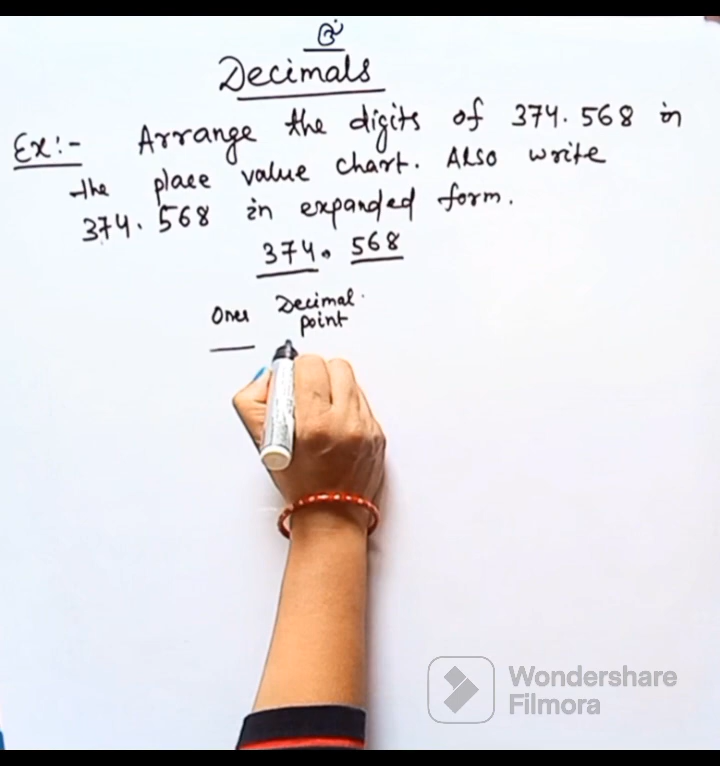 Decimals
Ex:- Arrange the digits of 374.568 in
the place value chart. Also write
374.568 in expanded form.
374.568
Ones Decimal
point
Wondershare
Filmora